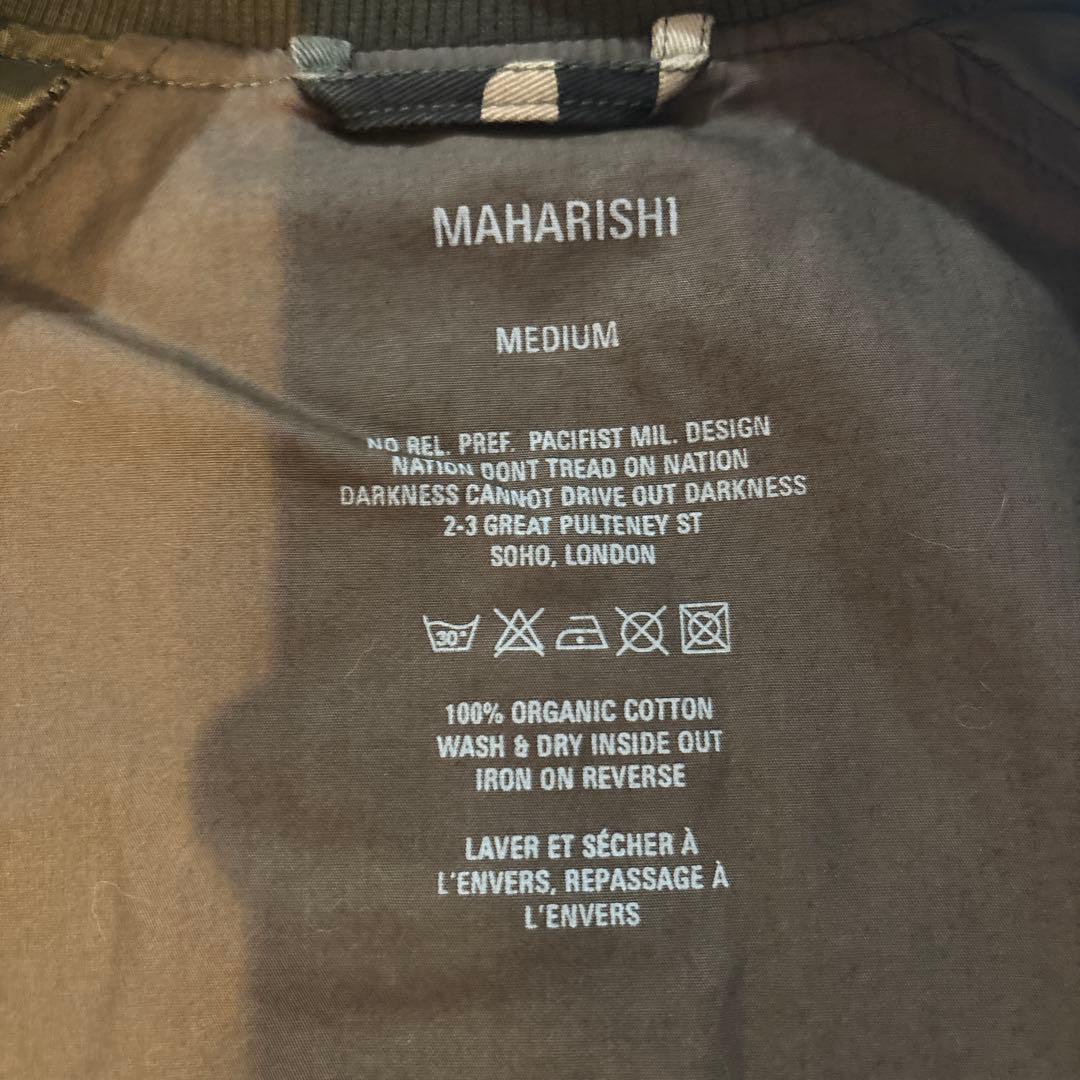 MAHARISHI
MEDIUM
NO REL. PREF. PACIFIST MIL. DESIGN
NATION DONT TREAD ON NATION
DARKNESS CANNOT DRIVE OUT DARKNESS
2-3 GREAT PULTENEY ST
SOHO, LONDON
30°
100% ORGANIC COTTON
WASH & DRY INSIDE OUT
IRON ON REVERSE
LAVER ET SÉCHER À
L'ENVERS, REPASSAGE À
L'ENVERS